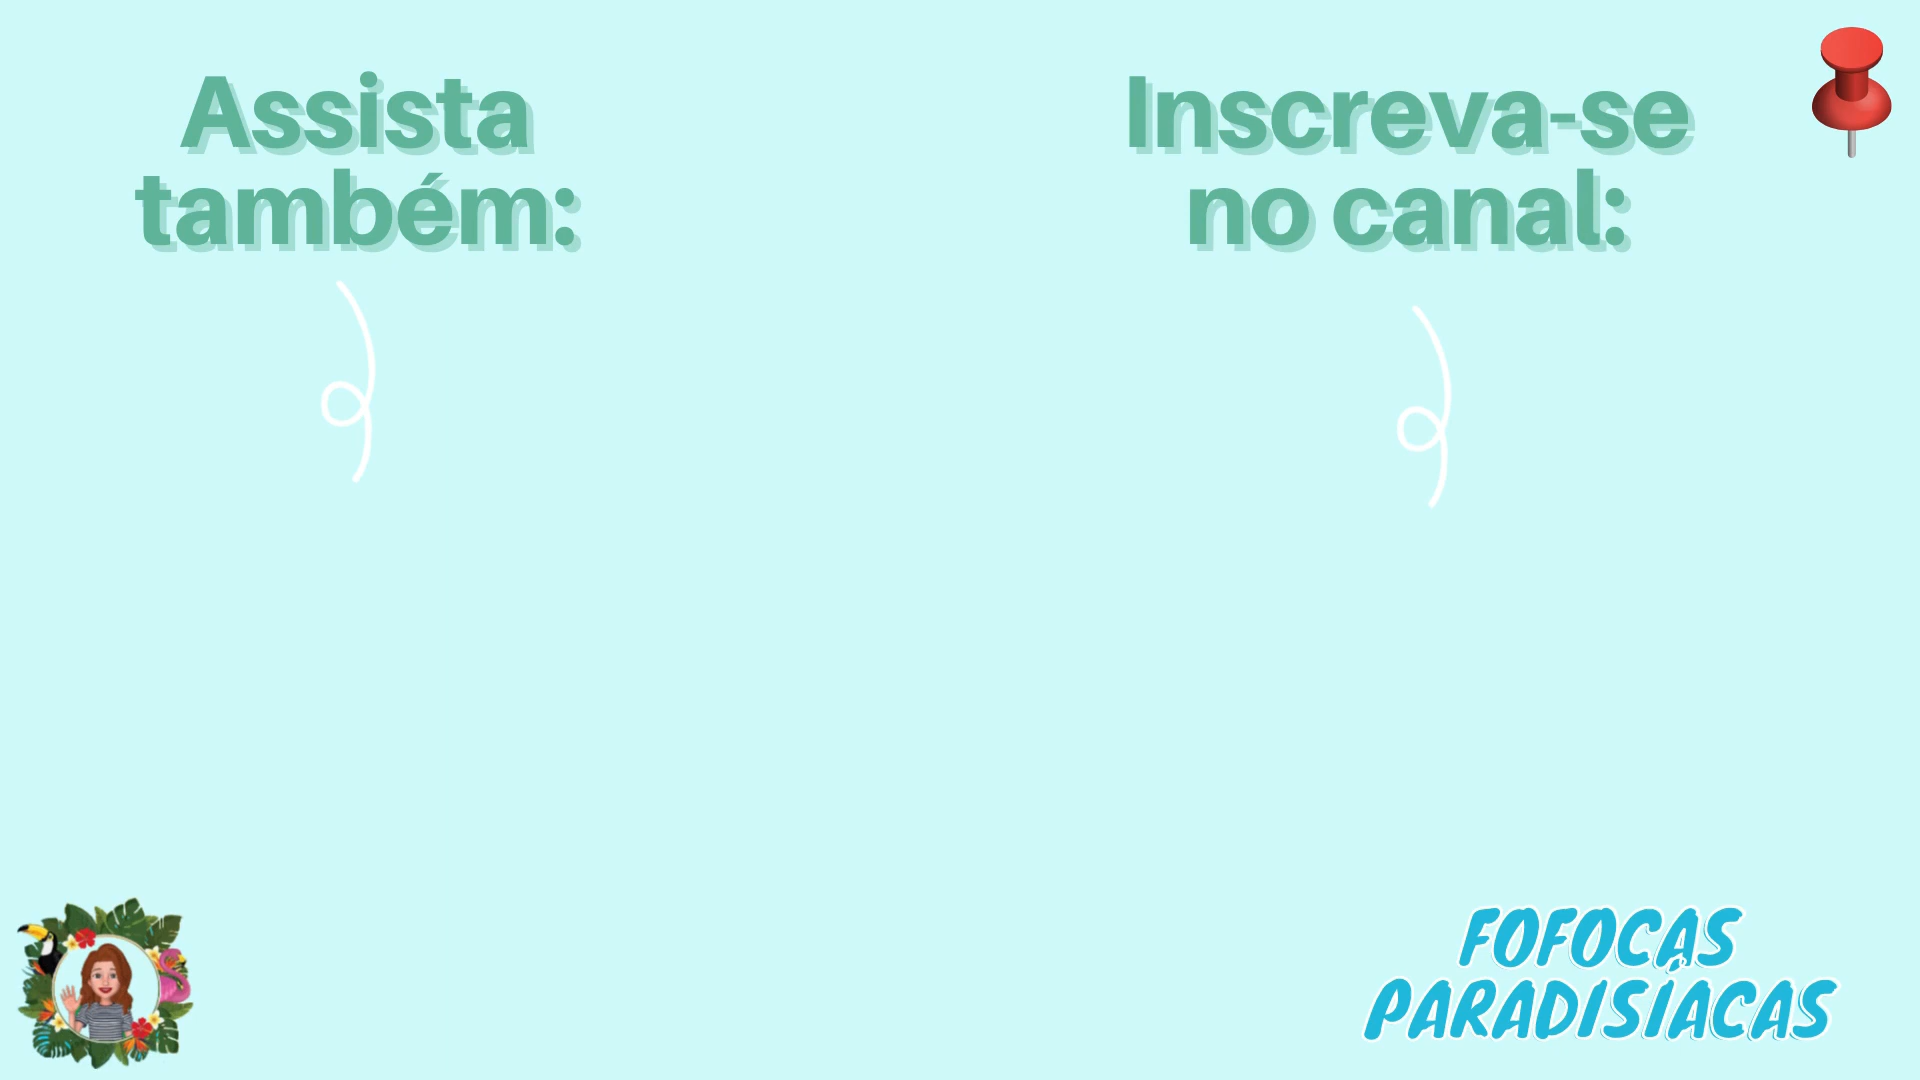 Assista
também:
Inscreva-se
no canal:
FOFOCAS
PARADISÍACAS